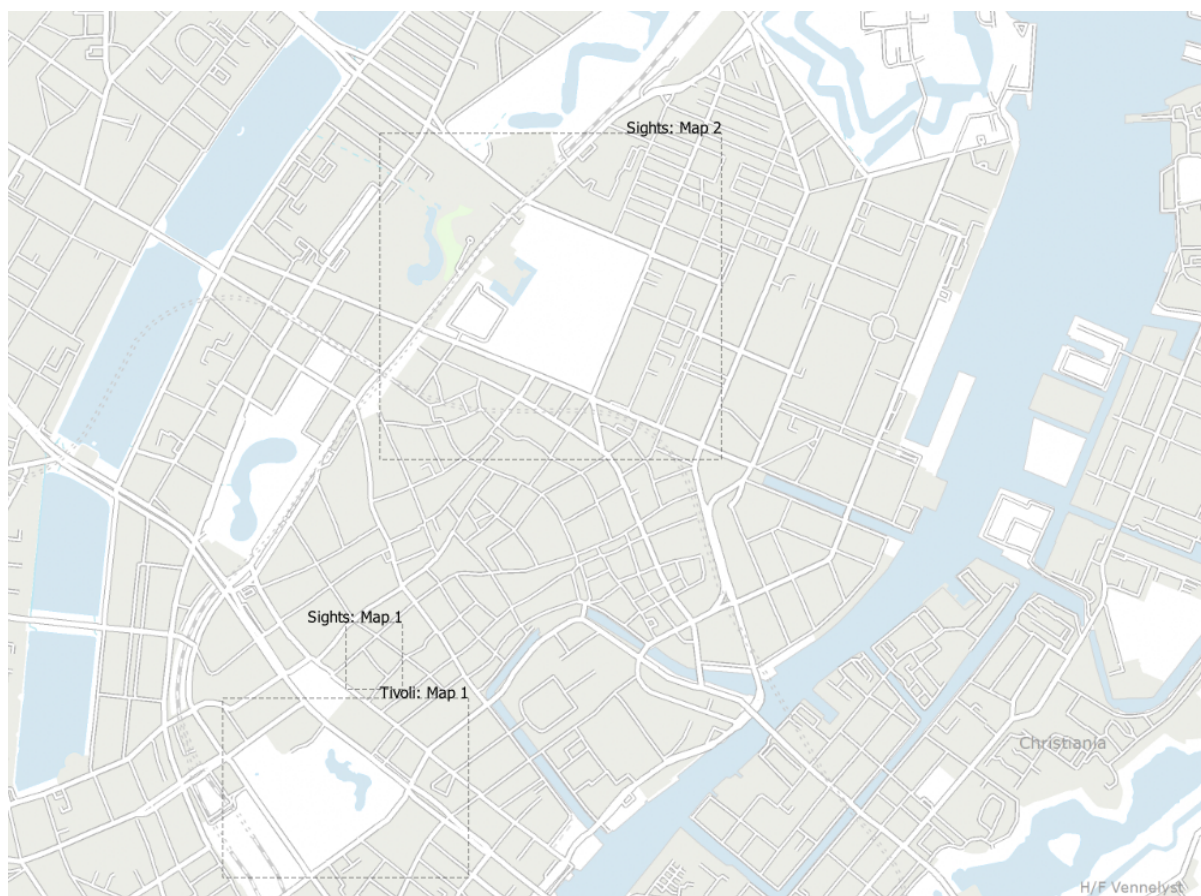 Sights: Map 2
Sights: Map 1
Tivoli: Map 1
Christiania
H/F Vennelyst